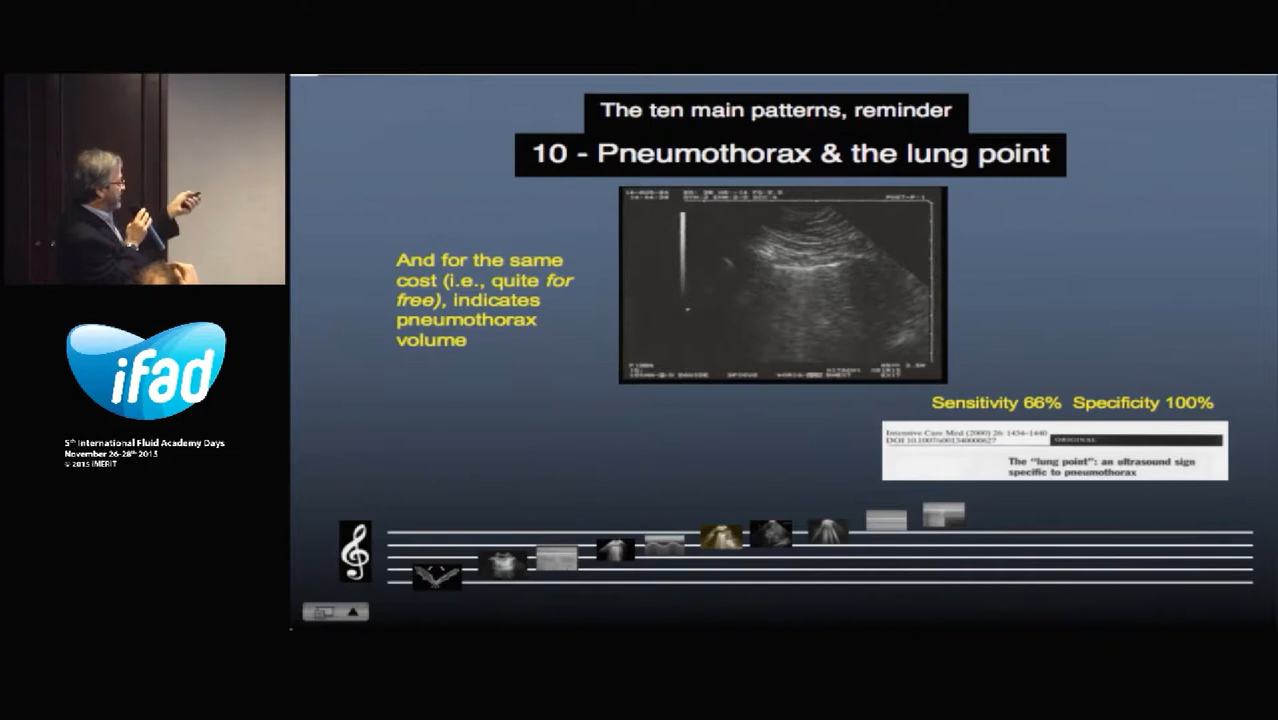 The ten main patterns, reminder
10 - Pneumothorax & the lung point
And for the same
cost (i.e., quite for
free), indicates
pneumothorax
volume
Sensitivity 66% Specificity 100%
Intensive Care Med (2000) 26: 1434-1440
ORIGINAL
The "lung point": an ultrasound sign
specific to pneumothorax
ifad
5th International Fluid Academy Days
November 26-28th 2015
© 2015 iMERIT